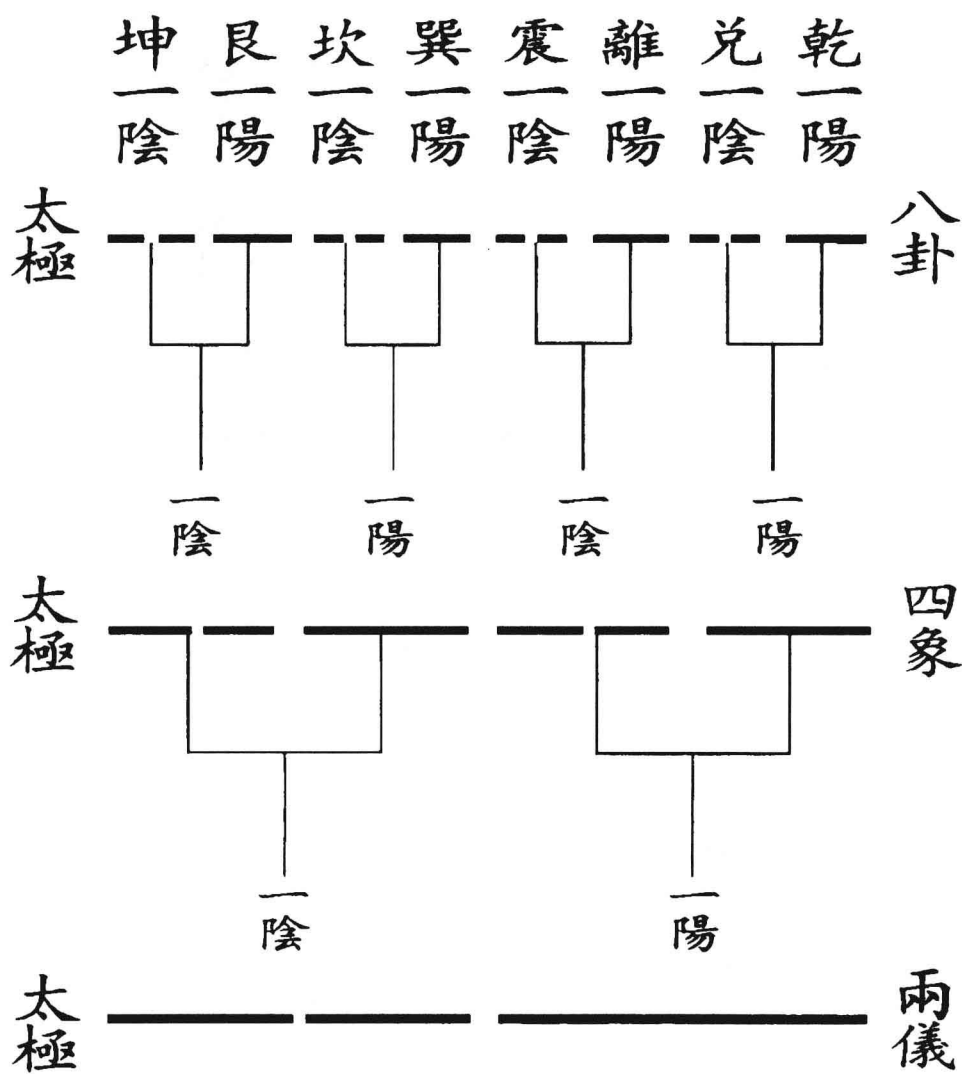 坤 艮 坎 巽 震 離 兌 乾
一 一 一 一 一 一 一 一
陰 陽 陰 陽 陰 陽 陰 陽
太極
八卦
一陰 一陽 一陰 一陽
太極
四象
一陰 一陽
太極
兩儀